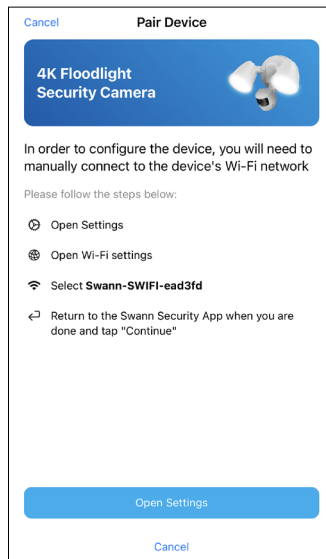 Cancel Pair Device
4K Floodlight
Security Camera
In order to configure the device, you will need to
manually connect to the device's Wi-Fi network
Please follow the steps below:
Open Settings
Open Wi-Fi settings
Select Swann-SWIFI-ead3fd
Return to the Swann Security App when you are
done and tap "Continue"
Open Settings
Cancel